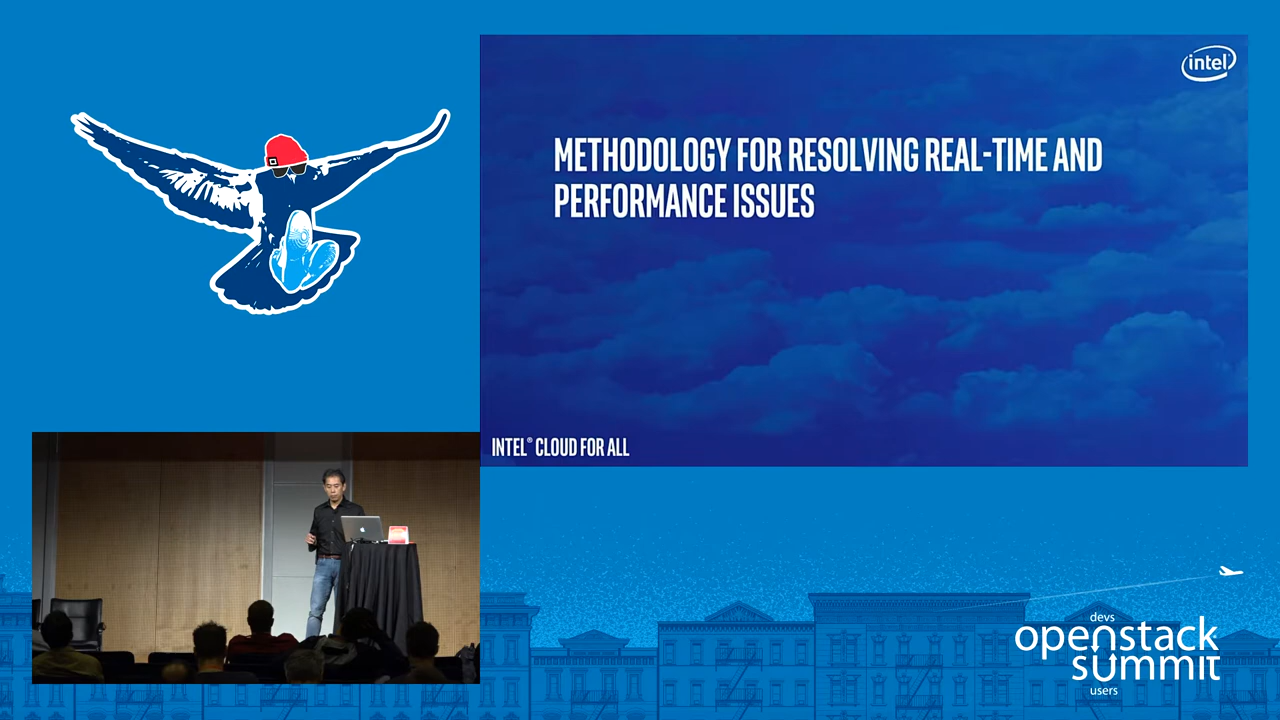 intel
METHODOLOGY FOR RESOLVING REAL-TIME AND
PERFORMANCE ISSUES
INTEL® CLOUD FOR ALL
devs
openstack
summit
users